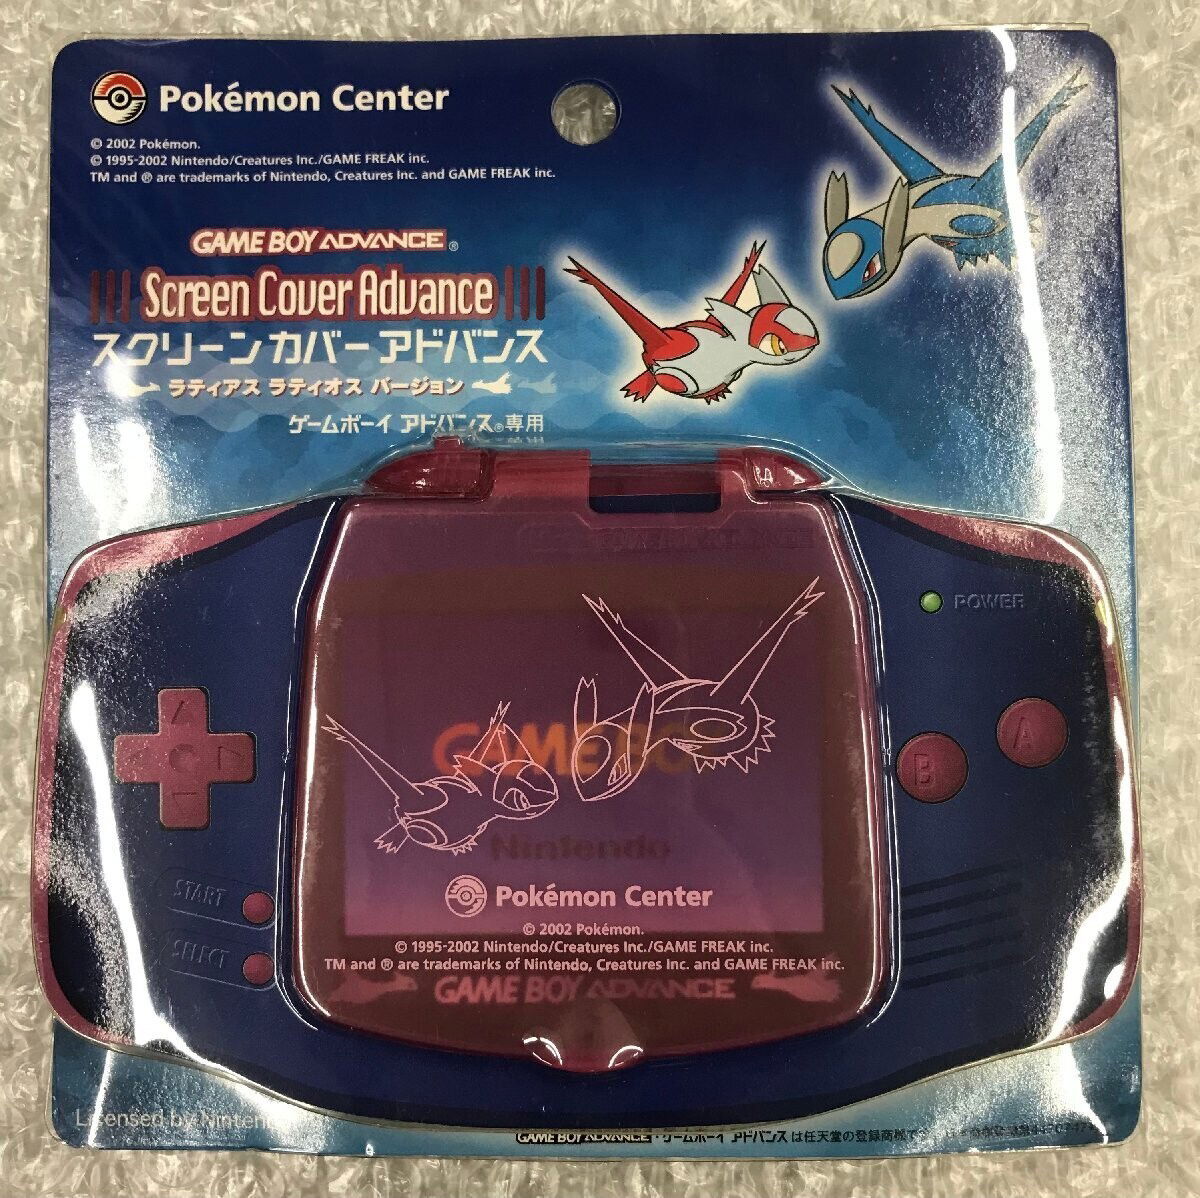 Pokémon Center
© 2002 Pokémon.
© 1995-2002 Nintendo/Creatures Inc./GAME FREAK inc.
TM and ® are trademarks of Nintendo, Creatures Inc. and GAME FREAK inc.
GAME BOY ADVANCE®
Screen Cover Advance
スクリーンカバーアドバンス
ラティアス ラティオス バージョン
ゲームボーイ アドバンス®専用
POWER
A
B
START
SELECT
GAME BO
Nintendo
Pokémon Center
© 2002 Pokémon.
© 1995-2002 Nintendo/Creatures Inc./GAME FREAK inc.
TM and ® are trademarks of Nintendo, Creatures Inc. and GAME FREAK inc.
GAME BOY ADVANCE
Licensed by Nintendo
GAME BOY ADVANCE・ゲームボーイ アドバンスは任天堂の登録商標で